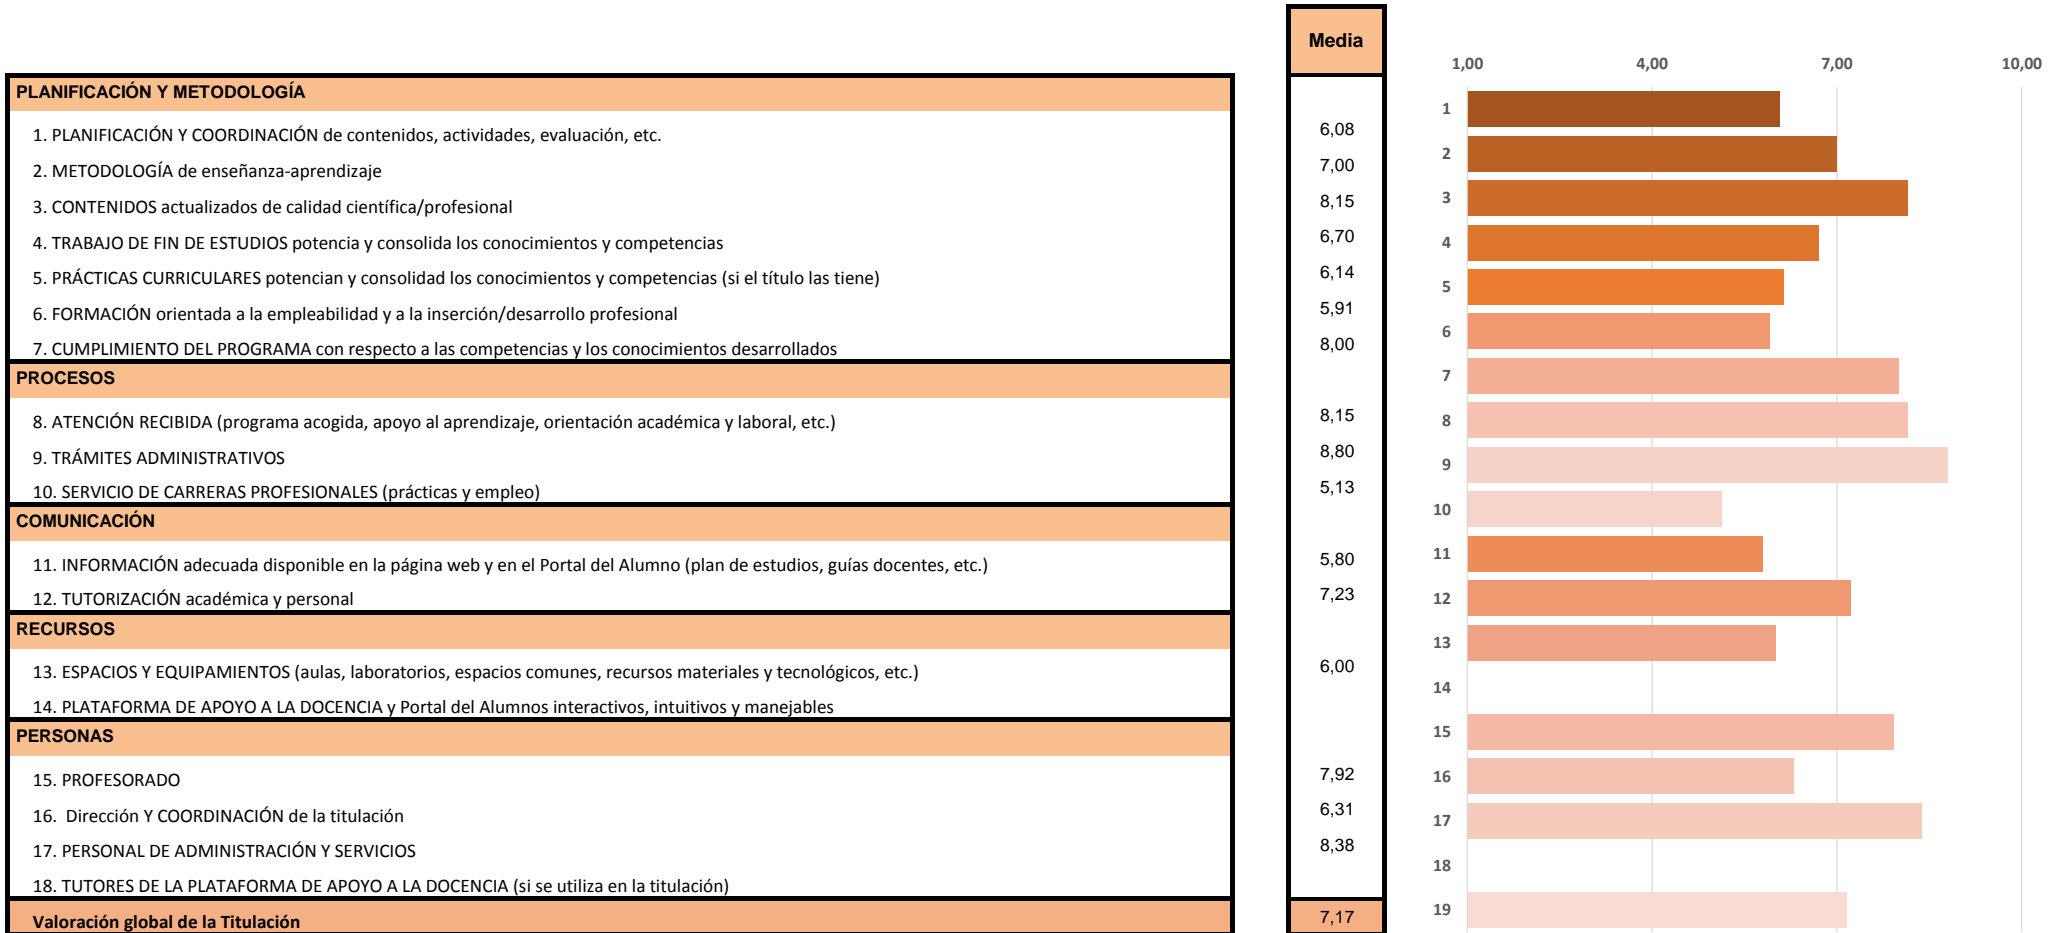 Media
PLANIFICACIÓN Y METODOLOGÍA
1. PLANIFICACIÓN Y COORDINACIÓN de contenidos, actividades, evaluación, etc.
6,08
2. METODOLOGÍA de enseñanza-aprendizaje
7,00
3. CONTENIDOS actualizados de calidad científica/profesional
8,15
4. TRABAJO DE FIN DE ESTUDIOS potencia y consolida los conocimientos y competencias
6,70
5. PRÁCTICAS CURRICULARES potencian y consolidad los conocimientos y competencias (si el título las tiene)
6,14
6. FORMACIÓN orientada a la empleabilidad y a la inserción/desarrollo profesional
5,91
7. CUMPLIMIENTO DEL PROGRAMA con respecto a las competencias y los conocimientos desarrollados
8,00
PROCESOS
8. ATENCIÓN RECIBIDA (programa acogida, apoyo al aprendizaje, orientación académica y laboral, etc.)
8,15
9. TRÁMITES ADMINISTRATIVOS
8,80
10. SERVICIO DE CARRERAS PROFESIONALES (prácticas y empleo)
5,13
COMUNICACIÓN
11. INFORMACIÓN adecuada disponible en la página web y en el Portal del Alumno (plan de estudios, guías docentes, etc.)
5,80
12. TUTORIZACIÓN académica y personal
7,23
RECURSOS
13. ESPACIOS Y EQUIPAMIENTOS (aulas, laboratorios, espacios comunes, recursos materiales y tecnológicos, etc.)
6,00
14. PLATAFORMA DE APOYO A LA DOCENCIA y Portal del Alumnos interactivos, intuitivos y manejables
PERSONAS
15. PROFESORADO
7,92
16. Dirección Y COORDINACIÓN de la titulación
6,31
17. PERSONAL DE ADMINISTRACIÓN Y SERVICIOS
8,38
18. TUTORES DE LA PLATAFORMA DE APOYO A LA DOCENCIA (si se utiliza en la titulación)
Valoración global de la Titulación
7,17
1,00 4,00 7,00 10,00
1
2
3
4
5
6
7
8
9
10
11
12
13
14
15
16
17
18
19